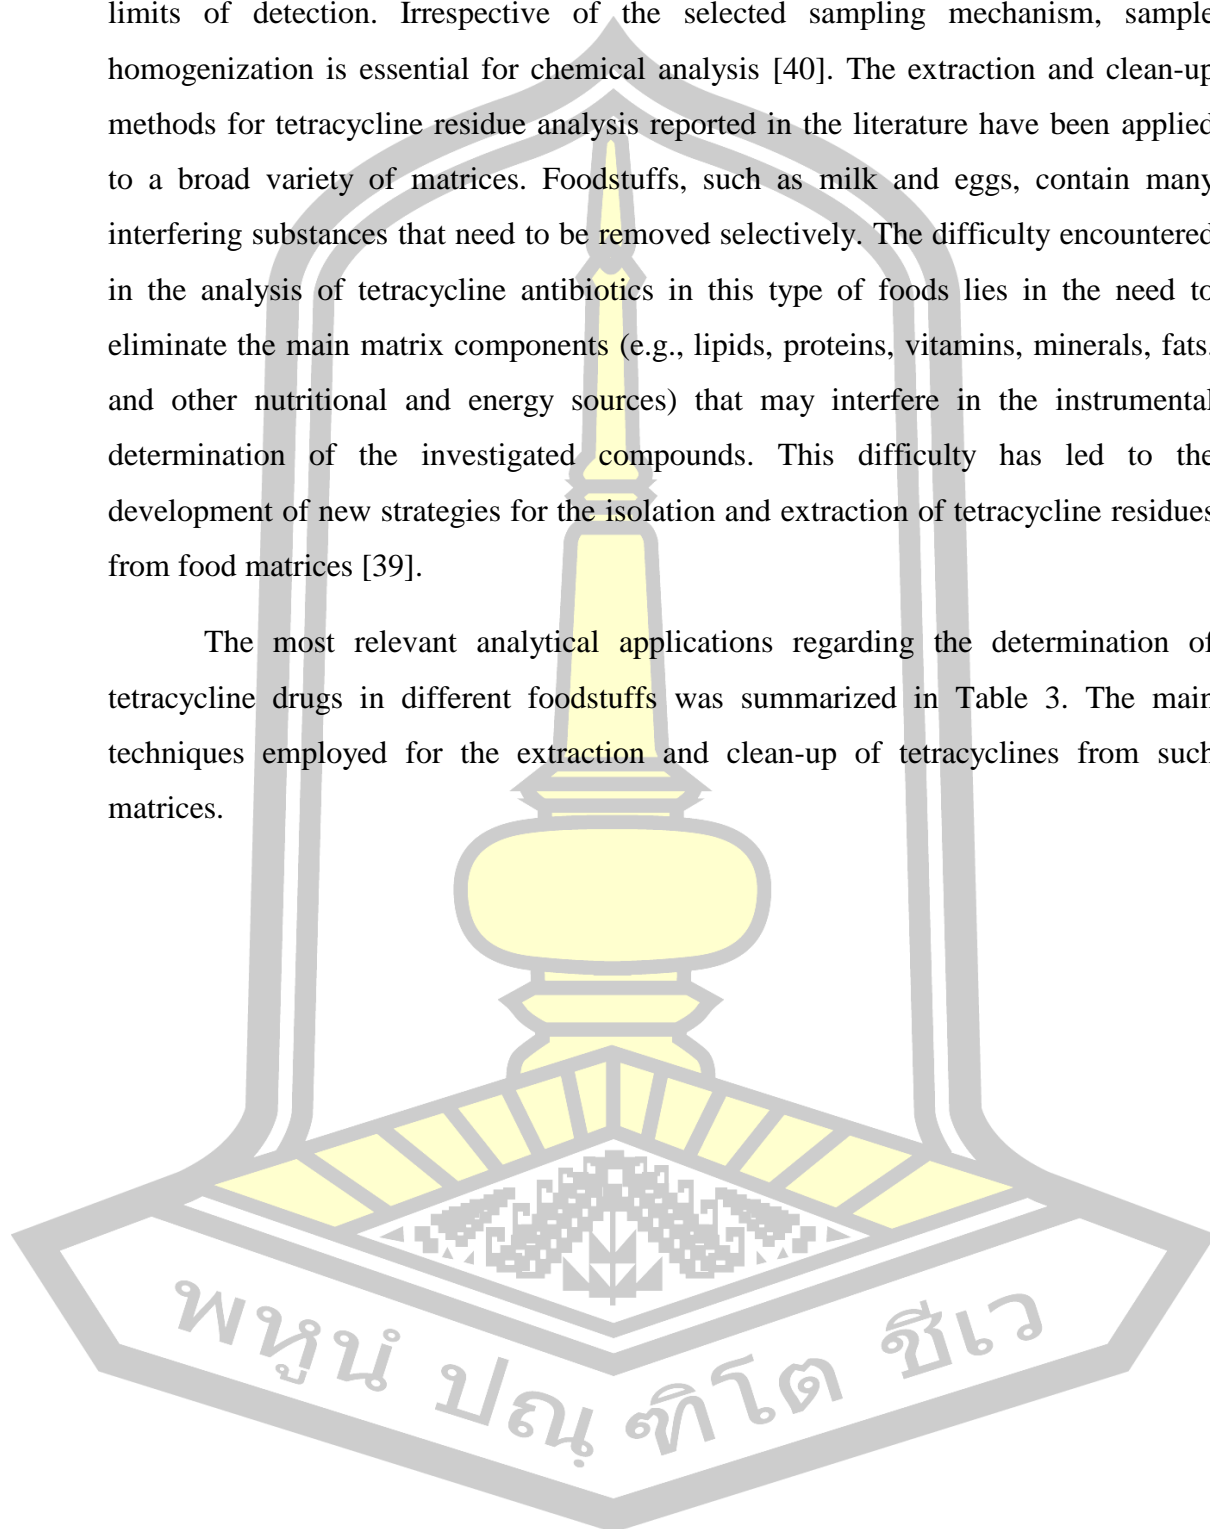 limits of detection. Irrespective of the selected sampling mechanism, sample
homogenization is essential for chemical analysis [40]. The extraction and clean-up
methods for tetracycline residue analysis reported in the literature have been applied
to a broad variety of matrices. Foodstuffs, such as milk and eggs, contain many
interfering substances that need to be removed selectively. The difficulty encountered
in the analysis of tetracycline antibiotics in this type of foods lies in the need to
eliminate the main matrix components (e.g., lipids, proteins, vitamins, minerals, fats,
and other nutritional and energy sources) that may interfere in the instrumental
determination of the investigated compounds. This difficulty has led to the
development of new strategies for the isolation and extraction of tetracycline residues
from food matrices [39].
The most relevant analytical applications regarding the determination of
tetracycline drugs in different foodstuffs was summarized in Table 3. The main
techniques employed for the extraction and clean-up of tetracyclines from such
matrices.
พหูนํ ปณฺฑิโต ชีเว